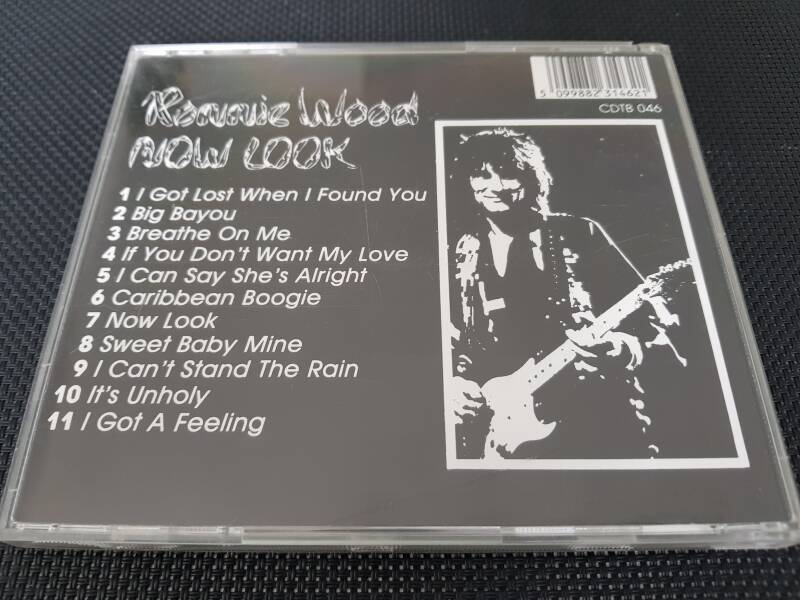 5 099882 314621
CDTB 046
Ronnie Wood
NOW LOOK
1 I Got Lost When I Found You
2 Big Bayou
3 Breathe On Me
4 If You Don't Want My Love
5 I Can Say She's Alright
6 Caribbean Boogie
7 Now Look
8 Sweet Baby Mine
9 I Can't Stand The Rain
10 It's Unholy
11 I Got A Feeling